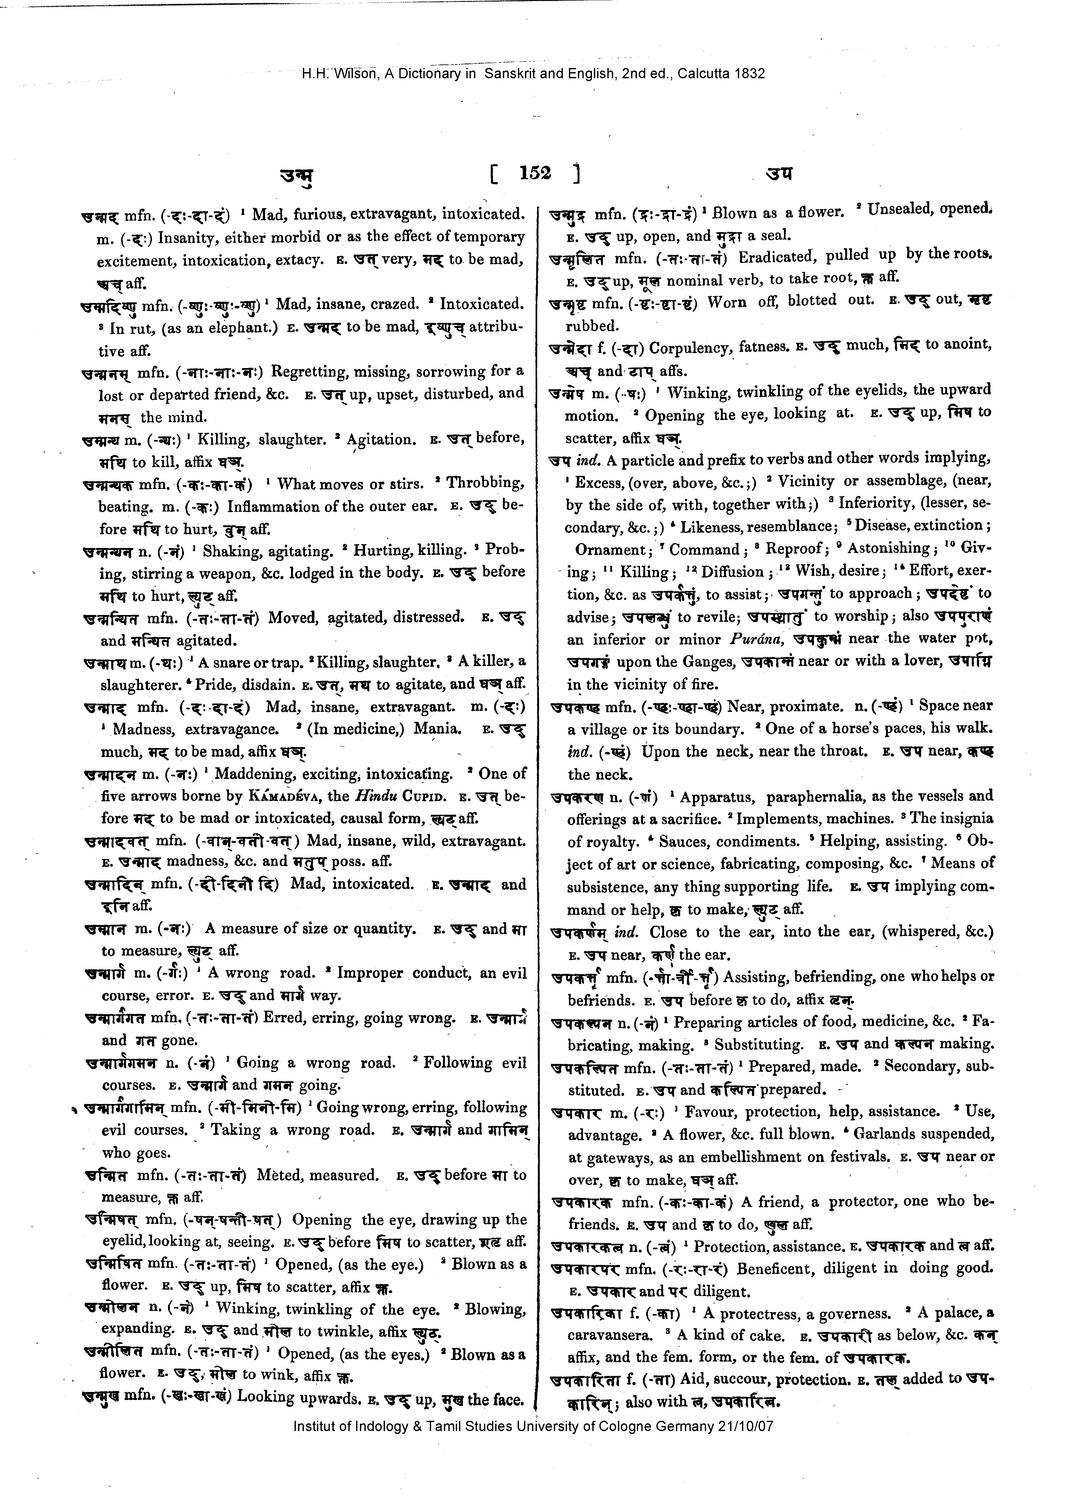 H.H. Wilson, A Dictionary in Sanskrit and English, 2nd ed., Calcutta 1832
उन्मु [ 152 ] उप
उन्मद mfn. (-दः-दा-दं) ¹ Mad, furious, extravagant, intoxicated.
m. (-दः) Insanity, either morbid or as the effect of temporary
excitement, intoxication, extacy. E. उत् very, मद् to be mad,
अच् aff.
उन्मदिष्णु mfn. (-ष्णुः-ष्णुः-ष्णु) ¹ Mad, insane, crazed. ² Intoxicated.
³ In rut, (as an elephant.) E. उन्मद् to be mad, इष्णुच् attribu-
tive aff.
उन्मनस् mfn. (-नाः-नाः-नः) Regretting, missing, sorrowing for a
lost or departed friend, &c. E. उत् up, upset, disturbed, and
मनस् the mind.
उन्मन्थ m. (-न्थः) ¹ Killing, slaughter. ² Agitation. E. उत् before,
मथि to kill, affix घञ्.
उन्मन्थक mfn. (-कः-का-कं) ¹ What moves or stirs. ² Throbbing,
beating. m. (-कः) Inflammation of the outer ear. E. उद् be-
fore मथि to hurt, वुन् aff.
उन्मन्थन n. (-नं) ¹ Shaking, agitating. ² Hurting, killing. ³ Prob-
ing, stirring a weapon, &c. lodged in the body. E. उद् before
मथि to hurt, ल्युट् aff.
उन्मन्थित mfn. (-तः-ता-तं) Moved, agitated, distressed. E. उद्
and मन्थित agitated.
उन्माथ m. (-थः) ¹ A snare or trap. ² Killing, slaughter. ³ A killer, a
slaughterer. ⁴ Pride, disdain. E. उत्, मथ to agitate, and घञ् aff.
उन्माद mfn. (-दः-दा-दं) Mad, insane, extravagant. m. (-दः)
¹ Madness, extravagance. ² (In medicine,) Mania. E. उद्
much, मद् to be mad, affix घञ्.
उन्मादन m. (-नः) ¹ Maddening, exciting, intoxicating. ² One of
five arrows borne by KÁMADÉVA, the Hindu CUPID. E. उत् be-
fore मद् to be mad or intoxicated, causal form, ल्युट् aff.
उन्मादवत् mfn. (-वान्-वती-वत्) Mad, insane, wild, extravagant.
E. उन्माद madness, &c. and मतुप् poss. aff.
उन्मादिन् mfn. (-दी-दिनी दि) Mad, intoxicated. E. उन्माद and
इनि aff.
उन्मान m. (-नः) A measure of size or quantity. E. उद् and मा
to measure, ल्युट् aff.
उन्मार्ग m. (-र्गः) ¹ A wrong road. ² Improper conduct, an evil
course, error. E. उद् and मार्ग way.
उन्मार्गगत mfn. (-तः-ता-तं) Erred, erring, going wrong. E. उन्मार्ग
and गत gone.
उन्मार्गगमन n. (-नं) ¹ Going a wrong road. ² Following evil
courses. E. उन्मार्ग and गमन going.
उन्मार्गगामिन् mfn. (-मी-मिनी-मि) ¹ Going wrong, erring, following
evil courses. ² Taking a wrong road. E. उन्मार्ग and गामिन्
who goes.
उन्मित mfn. (-तः-ता-तं) Meted, measured. E. उद् before मा to
measure, क्त aff.
उन्मिषत् mfn. (-षन्-षन्ती-षत्) Opening the eye, drawing up the
eyelid, looking at, seeing. E. उद् before मिष to scatter, शतृ aff.
उन्मिषित mfn. (-तः-ता-तं) ¹ Opened, (as the eye.) ² Blown as a
flower. E. उद् up, मिष to scatter, affix क्त.
उन्मीलन n. (-नं) ¹ Winking, twinkling of the eye. ² Blowing,
expanding. E. उद् and मील to twinkle, affix ल्युट्.
उन्मीलित mfn. (-तः-ता-तं) ¹ Opened, (as the eyes.) ² Blown as a
flower. E. उद्, मील to wink, affix क्त.
उन्मुख mfn. (-खः-खा-खं) Looking upwards. E. उद् up, मुख the face.
उन्मुद्र mfn. (द्रः-द्रा-द्रं) ¹ Blown as a flower. ² Unsealed, opened.
E. उद् up, open, and मुद्रा a seal.
उन्मूलित mfn. (-तः-ता-तं) Eradicated, pulled up by the roots.
E. उद् up, मूल nominal verb, to take root, क्त aff.
उन्मृष्ट mfn. (-ष्टः-ष्टा-ष्टं) Worn off, blotted out. E. उद् out, मृष्ट
rubbed.
उन्मेदा f. (-दा) Corpulency, fatness. E. उद् much, मिद् to anoint,
अच् and टाप् affs.
उन्मेष m. (-षः) ¹ Winking, twinkling of the eyelids, the upward
motion. ² Opening the eye, looking at. E. उद् up, मिष to
scatter, affix घञ्.
उप ind. A particle and prefix to verbs and other words implying,
¹ Excess, (over, above, &c.;) ² Vicinity or assemblage, (near,
by the side of, with, together with;) ³ Inferiority, (lesser, se-
condary, &c.;) ⁴ Likeness, resemblance; ⁵ Disease, extinction;
Ornament; ⁷ Command; ⁸ Reproof; ⁹ Astonishing; ¹⁰ Giv-
ing; ¹¹ Killing; ¹² Diffusion; ¹³ Wish, desire; ¹⁴ Effort, exer-
tion, &c. as उपकर्त्तुं, to assist; उपगन्तुं to approach; उपदेष्टुं to
advise; उपलब्धुं to revile; उपस्थातुं to worship; also उपपुराणं
an inferior or minor Purána, उपकुम्भं near the water pot,
उपगङ्गं upon the Ganges, उपकान्तं near or with a lover, उपाग्नि
in the vicinity of fire.
उपकण्ठ mfn. (-ण्ठः-ण्ठा-ण्ठं) Near, proximate. n. (-ण्ठं) ¹ Space near
a village or its boundary. ² One of a horse's paces, his walk.
ind. (-ण्ठं) Upon the neck, near the throat. E. उप near, कण्ठ
the neck.
उपकरण n. (-णं) ¹ Apparatus, paraphernalia, as the vessels and
offerings at a sacrifice. ² Implements, machines. ³ The insignia
of royalty. ⁴ Sauces, condiments. ⁵ Helping, assisting. ⁶ Ob-
ject of art or science, fabricating, composing, &c. ⁷ Means of
subsistence, any thing supporting life. E. उप implying com-
mand or help, कृ to make, ल्युट् aff.
उपकर्णम् ind. Close to the ear, into the ear, (whispered, &c.)
E. उप near, कर्ण the ear.
उपकर्त्तृ mfn. (-र्त्ता-र्त्त्री-र्त्तृ) Assisting, befriending, one who helps or
befriends. E. उप before कृ to do, affix तृन्.
उपकल्पन n. (-नं) ¹ Preparing articles of food, medicine, &c. ² Fa-
bricating, making. ³ Substituting. E. उप and कल्पन making.
उपकल्पित mfn. (-तः-ता-तं) ¹ Prepared, made. ² Secondary, sub-
stituted. E. उप and कल्पित prepared.
उपकार m. (-रः) ¹ Favour, protection, help, assistance. ² Use,
advantage. ³ A flower, &c. full blown. ⁴ Garlands suspended,
at gateways, as an embellishment on festivals. E. उप near or
over, कृ to make, घञ् aff.
उपकारक mfn. (-कः-का-कं) A friend, a protector, one who be-
friends. E. उप and कृ to do, ण्वुल् aff.
उपकारकत्व n. (-त्वं) ¹ Protection, assistance. E. उपकारक and त्व aff.
उपकारपर mfn. (-रः-रा-रं) Beneficent, diligent in doing good.
E. उपकार and पर diligent.
उपकारिका f. (-का) ¹ A protectress, a governess. ² A palace, a
caravansera. ³ A kind of cake. E. उपकारी as below, &c. कन्
affix, and the fem. form, or the fem. of उपकारक.
उपकारिता f. (-ता) Aid, succour, protection. E. तल् added to उप-
कारिन्; also with त्व, उपकारित्व.
Institut of Indology & Tamil Studies University of Cologne Germany 21/10/07